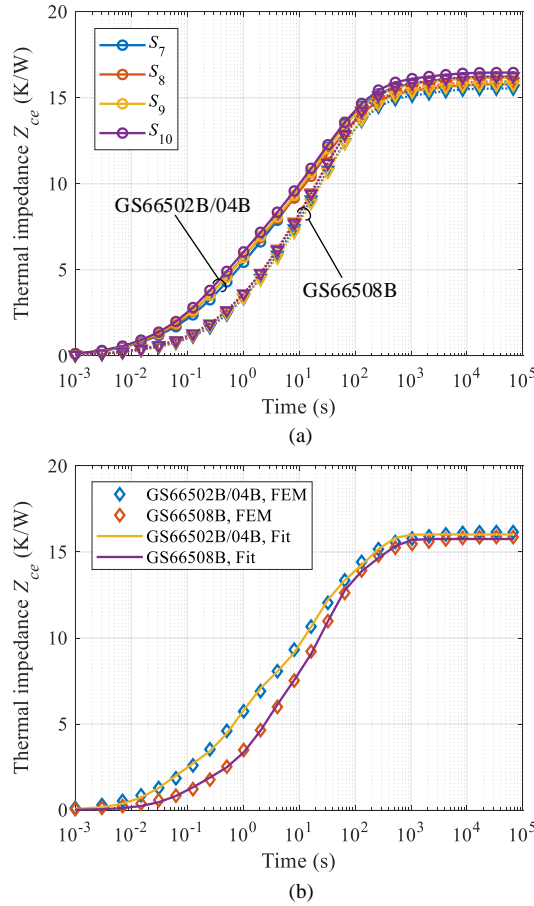 20
15
10
5
0
Thermal impedance Z_ce (K/W)
S_7
S_8
S_9
S_10
GS66502B/04B
GS66508B
10^-3 10^-2 10^-1 10^0 10^1 10^2 10^3 10^4 10^5
Time (s)
(a)
20
15
10
5
0
Thermal impedance Z_ce (K/W)
GS66502B/04B, FEM
GS66508B, FEM
GS66502B/04B, Fit
GS66508B, Fit
10^-3 10^-2 10^-1 10^0 10^1 10^2 10^3 10^4 10^5
Time (s)
(b)